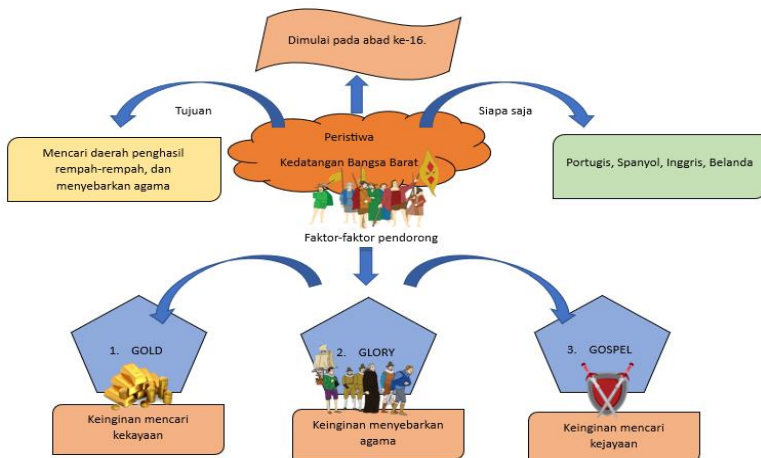 Dimulai pada abad ke-16.
Tujuan
Siapa saja
Peristiwa
Kedatangan Bangsa Barat
Mencari daerah penghasil
rempah-rempah, dan
menyebarkan agama
Portugis, Spanyol, Inggris, Belanda
Faktor-faktor pendorong
1. GOLD
2. GLORY
3. GOSPEL
Keinginan mencari
kekayaan
Keinginan menyebarkan
agama
Keinginan mencari
kejayaan